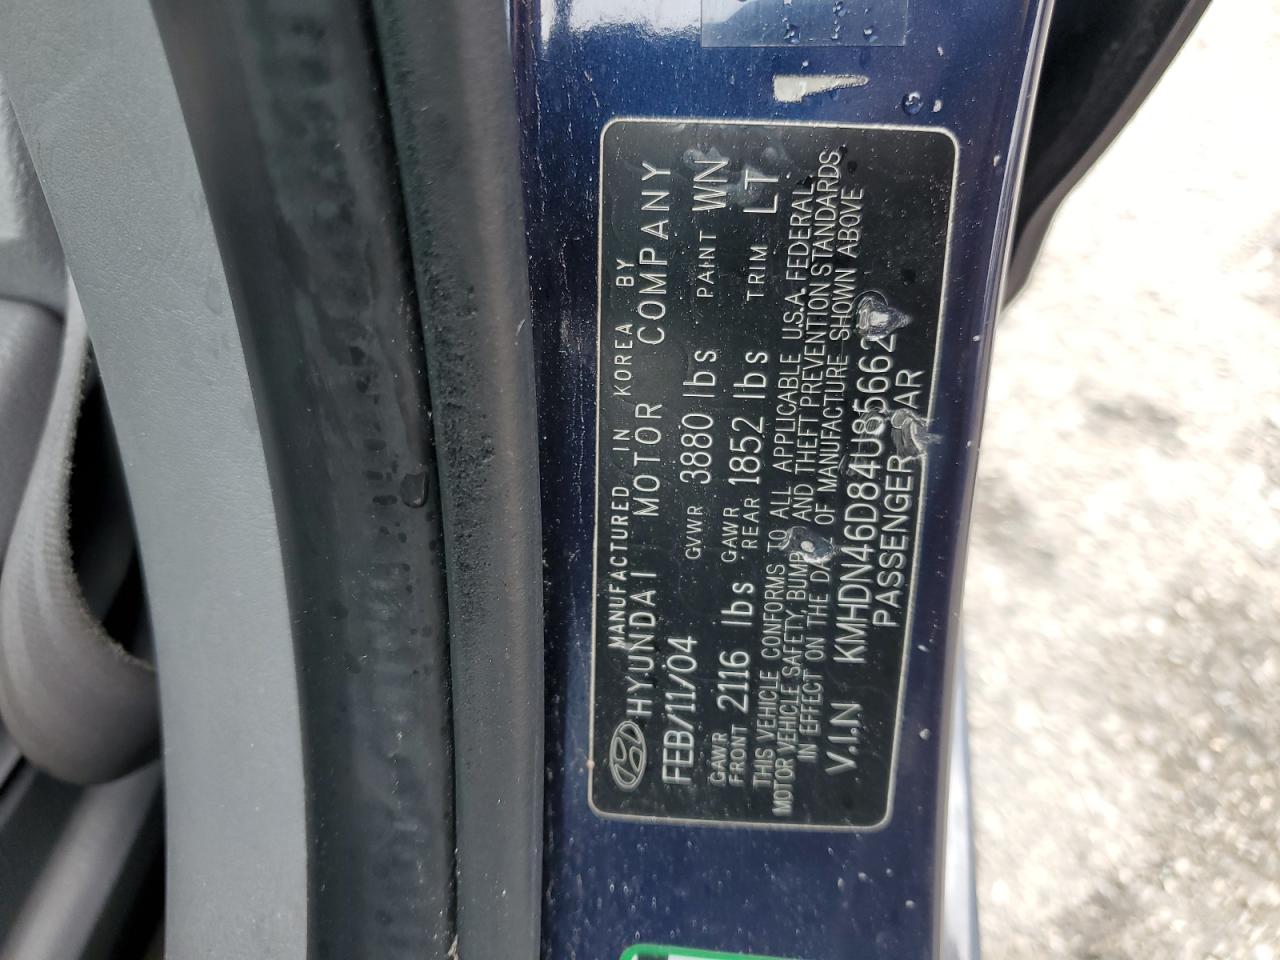 MANUFACTURED IN KOREA BY
HYUNDAI MOTOR COMPANY
FEB/11/04 GVWR 3880 lbs PAINT WN
GAWR FRONT 2116 lbs GAWR REAR 1852 lbs TRIM LT
THIS VEHICLE CONFORMS TO ALL APPLICABLE U.S.A. FEDERAL
MOTOR VEHICLE SAFETY, BUMP AND THEFT PREVENTION STANDARDS
IN EFFECT ON THE DA OF MANUFACTURE SHOWN ABOVE
V.I.N KMHDN46D84U85662
PASSENGER AR